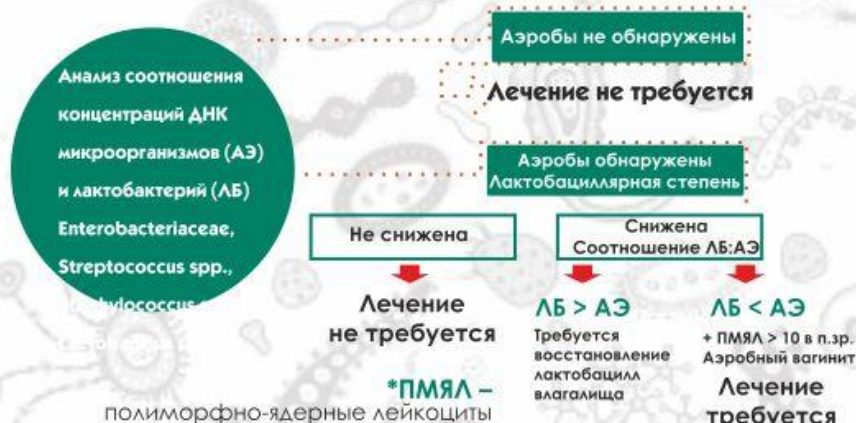 Анализ соотношения
концентраций ДНК
микроорганизмов (АЭ)
и лактобактерий (ЛБ)
Enterobacteriaceae,
Streptococcus spp.,
Аэробы не обнаружены
Лечение не требуется
Аэробы обнаружены
Лактобациллярная степень
Не снижена
Лечение
не требуется
Снижена
Соотношение ЛБ:АЭ
ЛБ > АЭ
Требуется
восстановление
лактобацилл
влагалища
ЛБ < АЭ
+ ПМЯЛ > 10 в п.зр.
Аэробный вагинит
Лечение
требуется
*ПМЯЛ –
полиморфно-ядерные лейкоциты